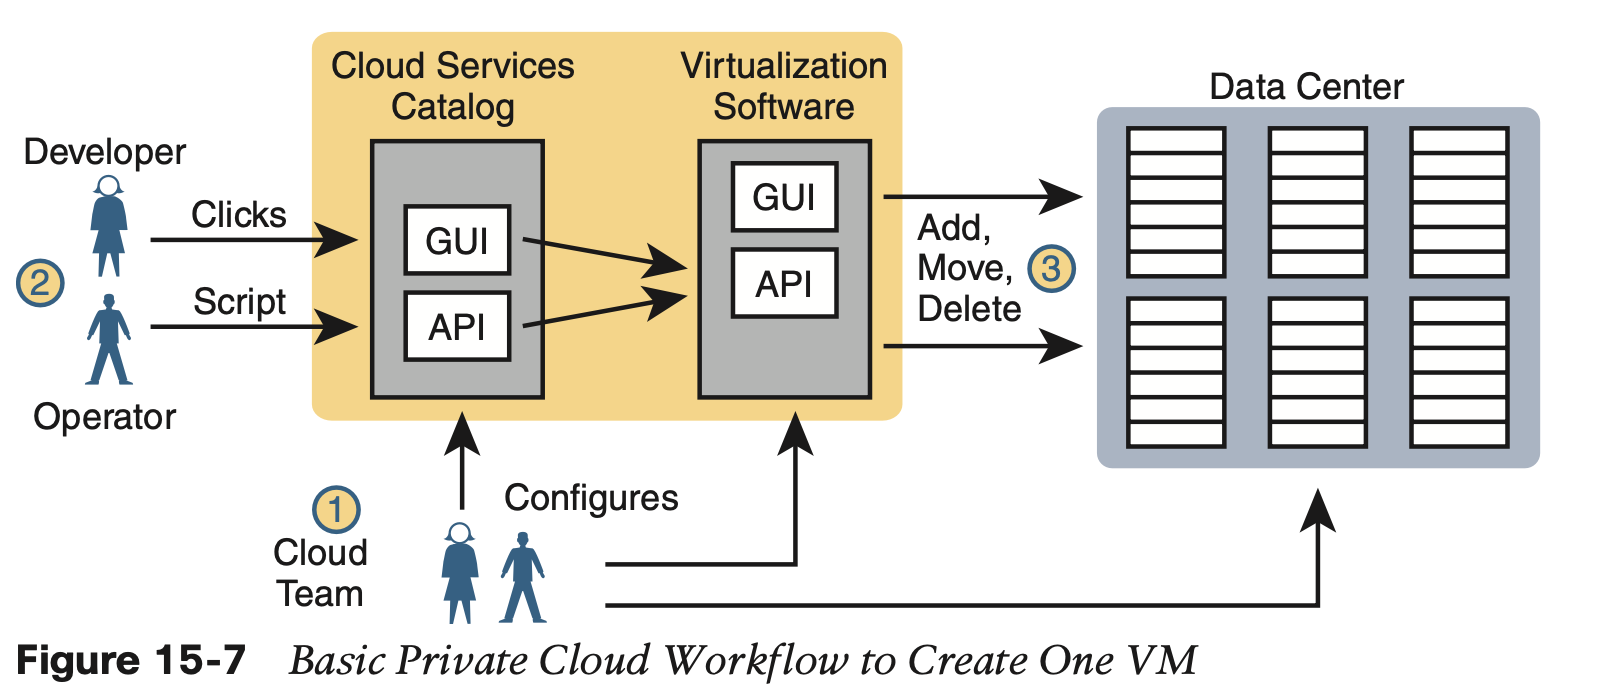 Cloud Services
Catalog
Virtualization
Software
Data Center
Developer
Clicks
GUI
GUI
Add,
Move,
Delete
3
2
Script
API
API
Operator
1
Configures
Cloud
Team
Figure 15-7 Basic Private Cloud Workflow to Create One VM